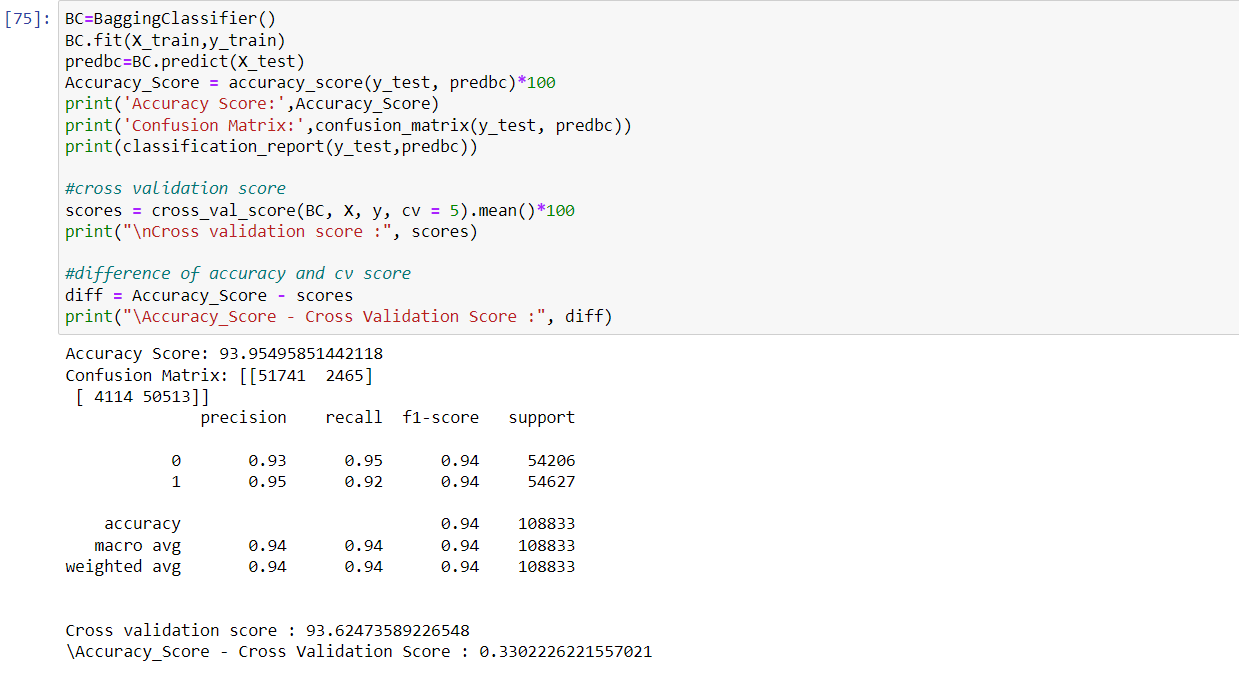 [75]: BC=BaggingClassifier()
BC.fit(X_train,y_train)
predbc=BC.predict(X_test)
Accuracy_Score = accuracy_score(y_test, predbc)*100
print('Accuracy Score:',Accuracy_Score)
print('Confusion Matrix:',confusion_matrix(y_test, predbc))
print(classification_report(y_test,predbc))
#cross validation score
scores = cross_val_score(BC, X, y, cv = 5).mean()*100
print("\nCross validation score :", scores)
#difference of accuracy and cv score
diff = Accuracy_Score - scores
print("\Accuracy_Score - Cross Validation Score :", diff)
Accuracy Score: 93.95495851442118
Confusion Matrix: [[51741  2465]
[ 4114 50513]]
precision recall f1-score support
0 0.93 0.95 0.94 54206
1 0.95 0.92 0.94 54627
accuracy 0.94 108833
macro avg 0.94 0.94 0.94 108833
weighted avg 0.94 0.94 0.94 108833
Cross validation score : 93.62473589226548
\Accuracy_Score - Cross Validation Score : 0.3302226221557021